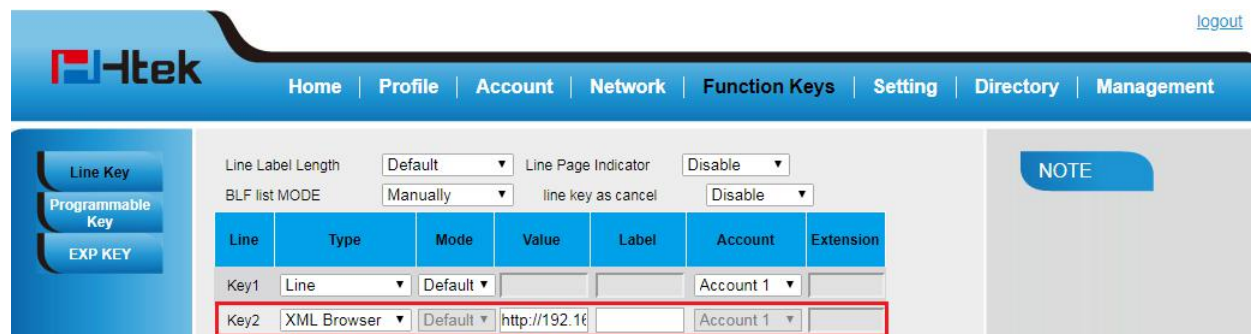 logout
Htek
Home | Profile | Account | Network | Function Keys | Setting | Directory | Management
Line Key
Programmable Key
EXP KEY
Line Label Length Default Line Page Indicator Disable
BLF list MODE Manually line key as cancel Disable
Line Type Mode Value Label Account Extension
Key1 Line Default Account 1
Key2 XML Browser Default http://192.16 Account 1
NOTE